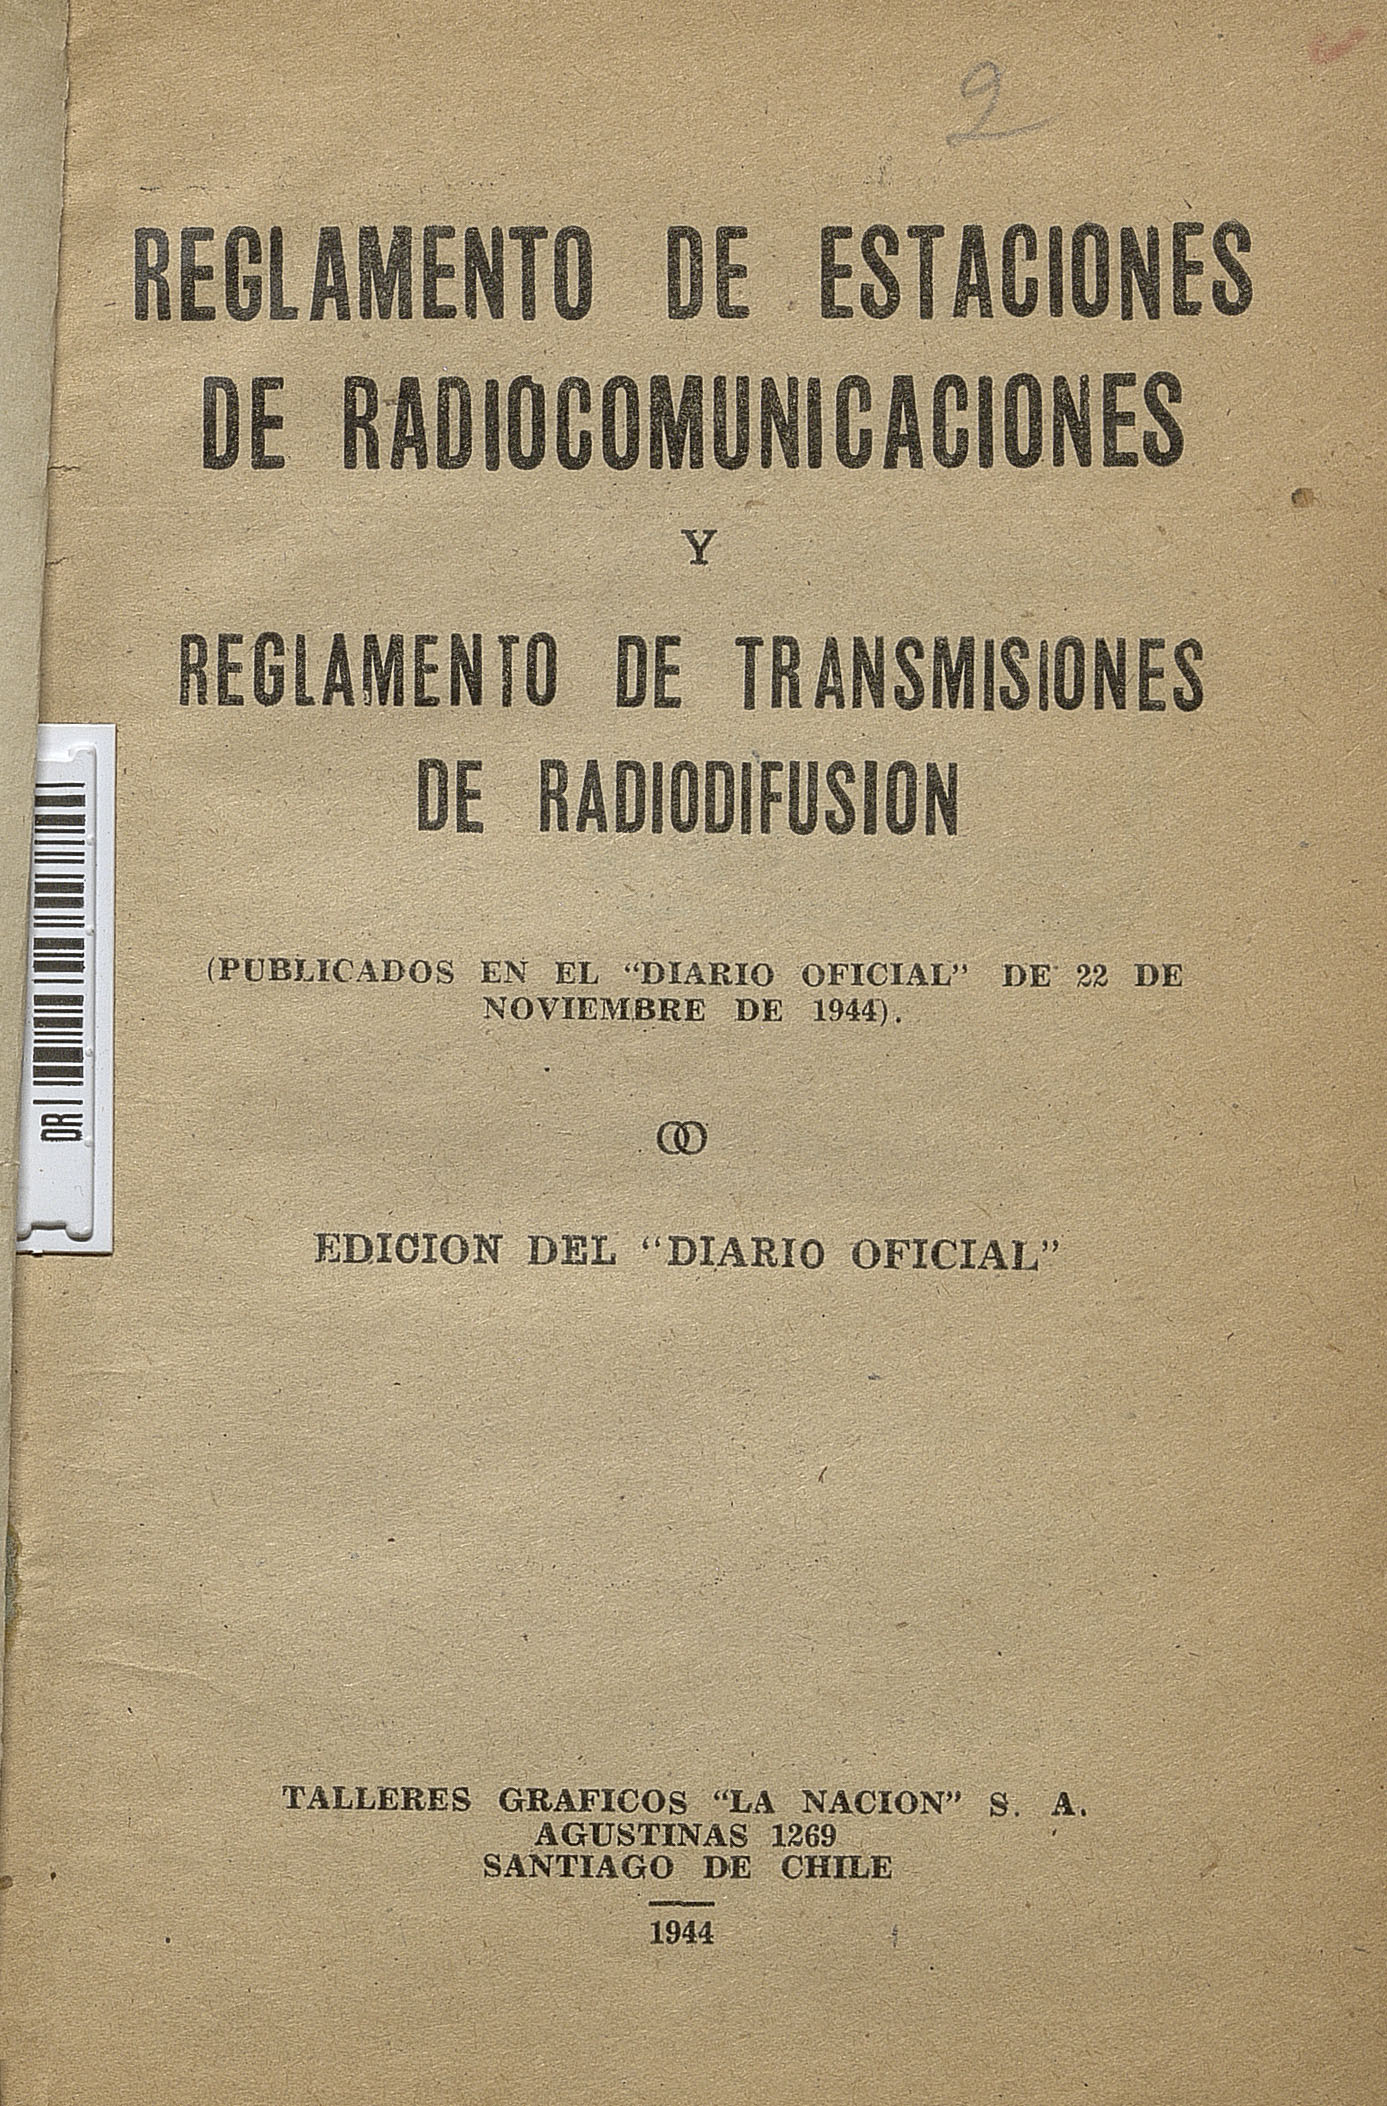 2
REGLAMENTO DE ESTACIONES
DE RADIOCOMUNICACIONES
Y
REGLAMENTO DE TRANSMISIONES
DE RADIODIFUSION
(PUBLICADOS EN EL “DIARIO OFICIAL” DE 22 DE
NOVIEMBRE DE 1944).
EDICION DEL “DIARIO OFICIAL”
TALLERES GRAFICOS “LA NACION” S. A.
AGUSTINAS 1269
SANTIAGO DE CHILE
1944
DR